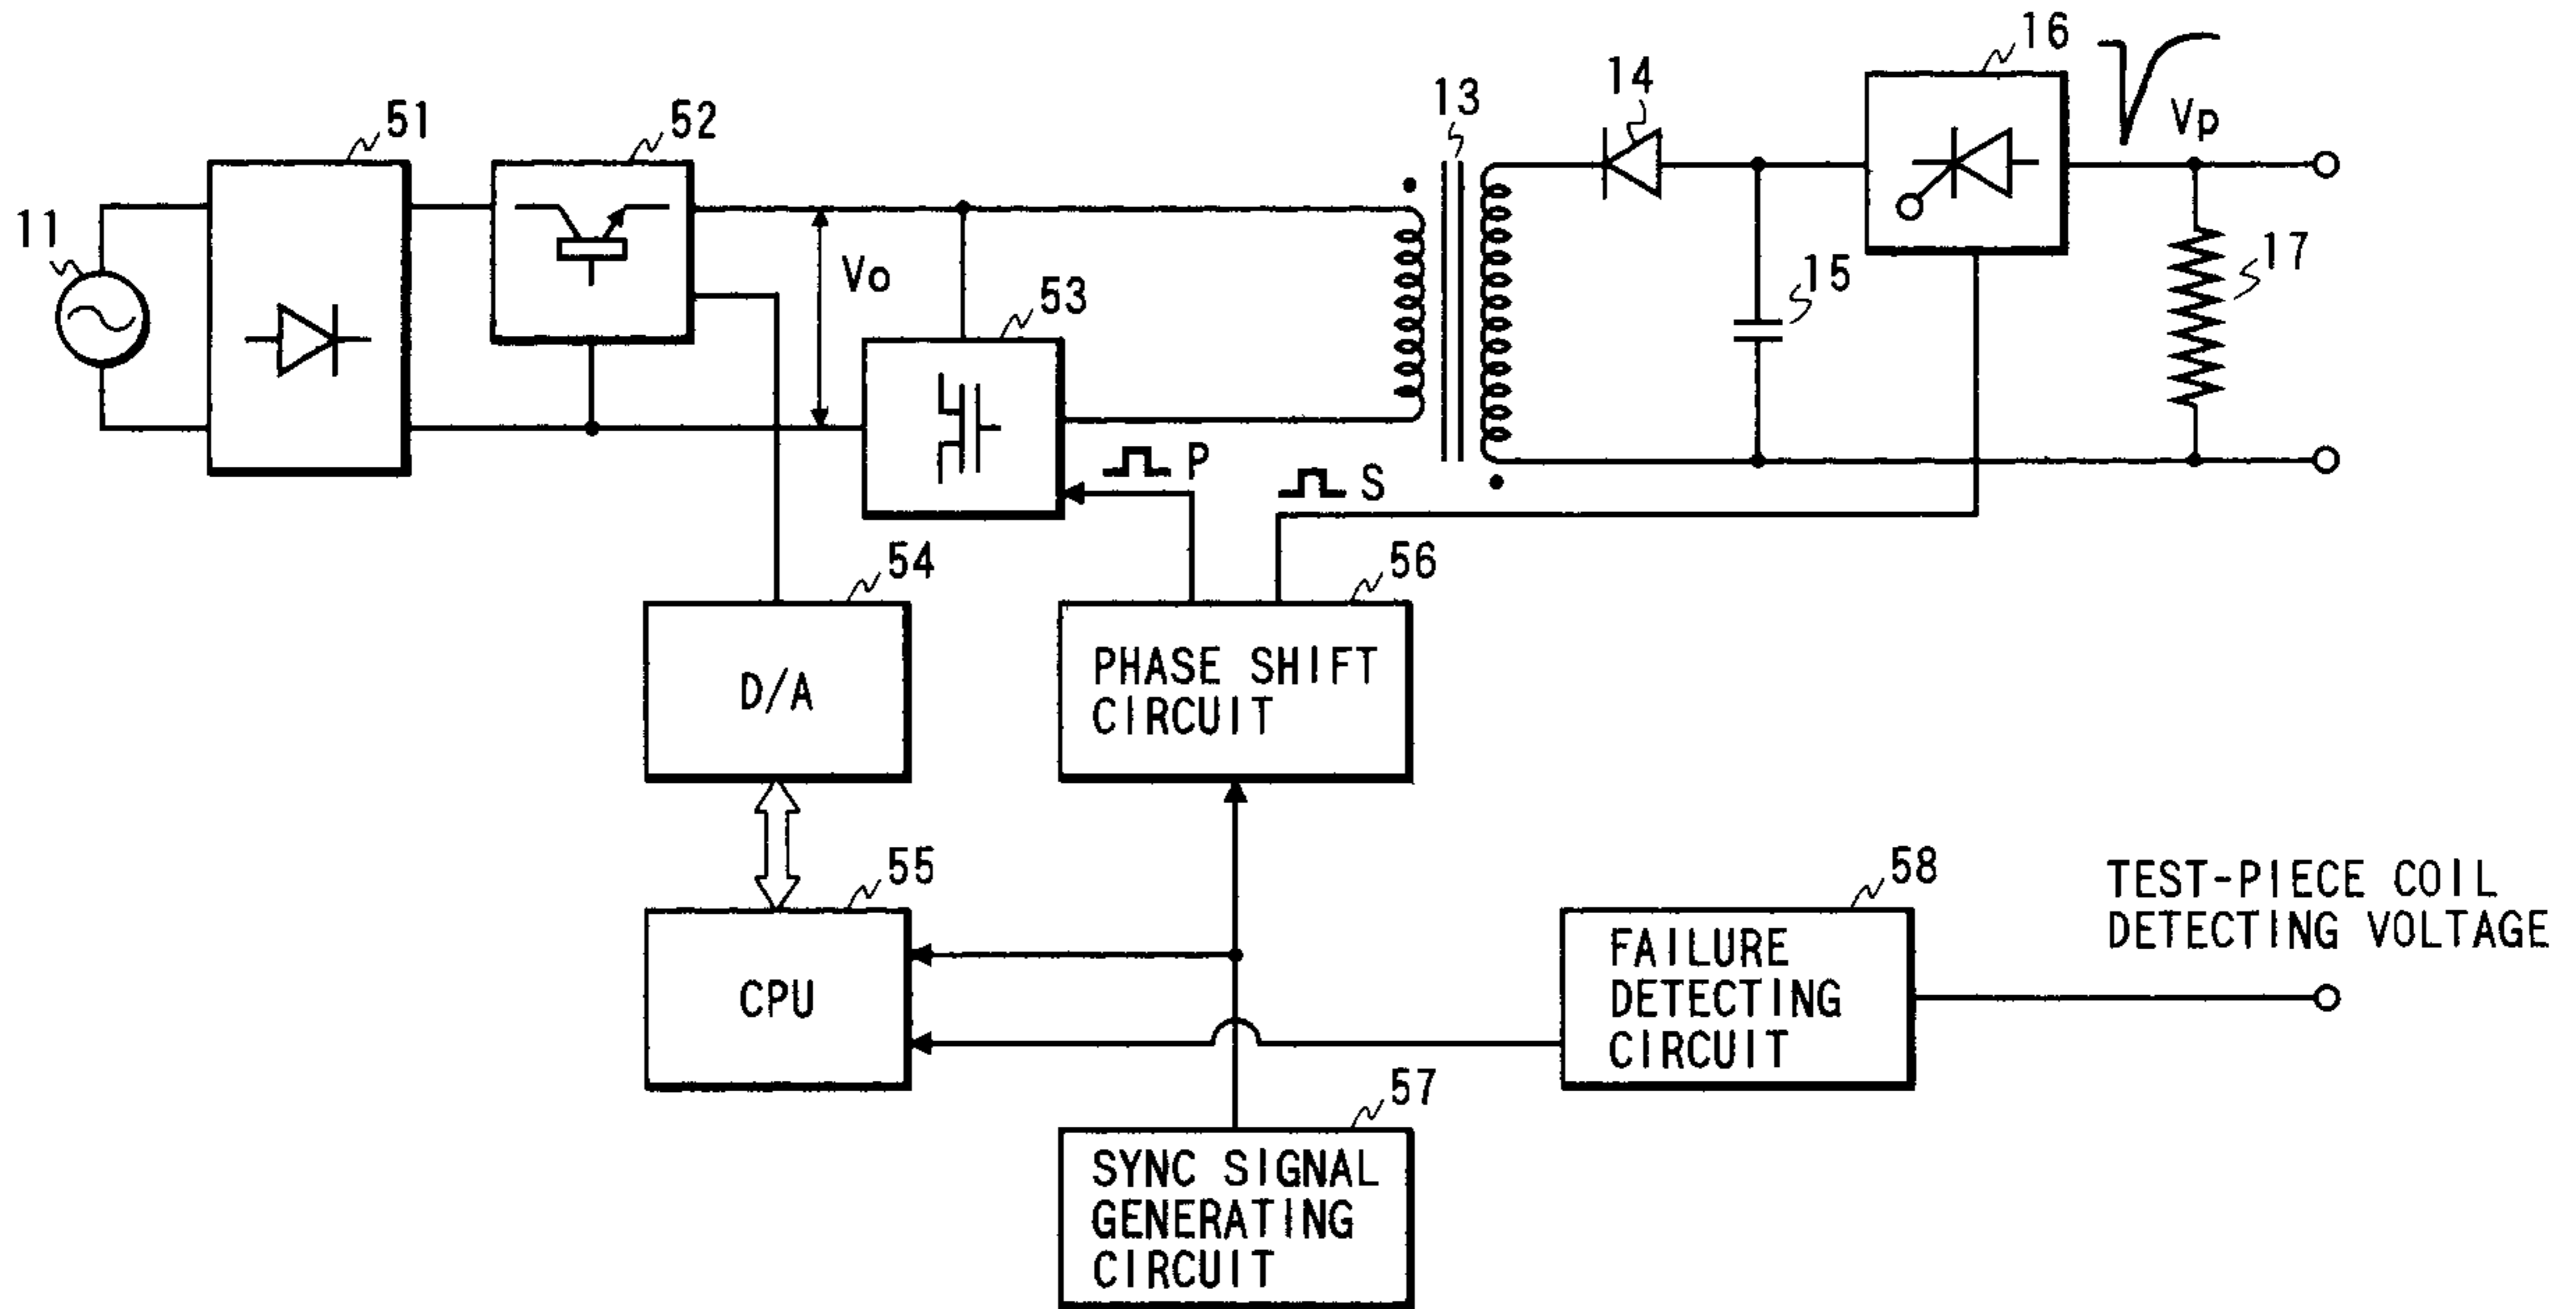 11
51
52
Vo
53
13
14
15
16
Vp
17
P
S
54
D/A
56
PHASE SHIFT
CIRCUIT
55
CPU
58
FAILURE
DETECTING
CIRCUIT
TEST-PIECE COIL
DETECTING VOLTAGE
57
SYNC SIGNAL
GENERATING
CIRCUIT